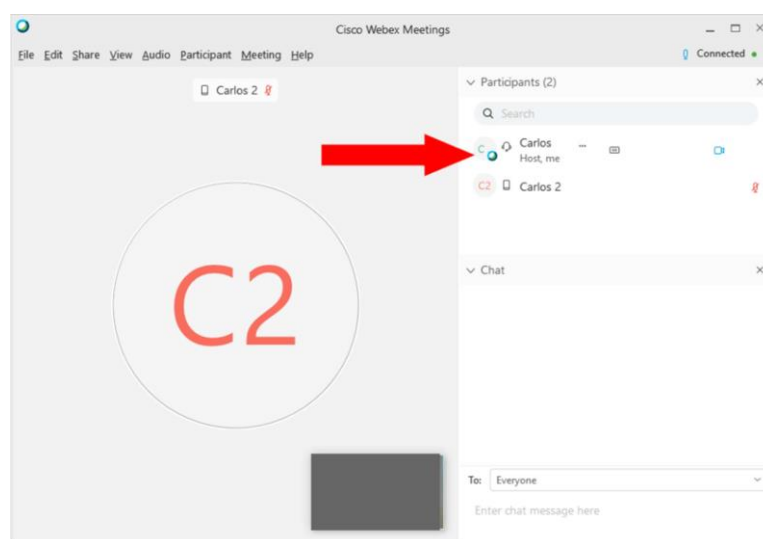 Cisco Webex Meetings
File Edit Share View Audio Participant Meeting Help
Connected
Carlos 2
Participants (2)
Search
C
Carlos
Host, me
C2
Carlos 2
C2
Chat
To: Everyone
Enter chat message here